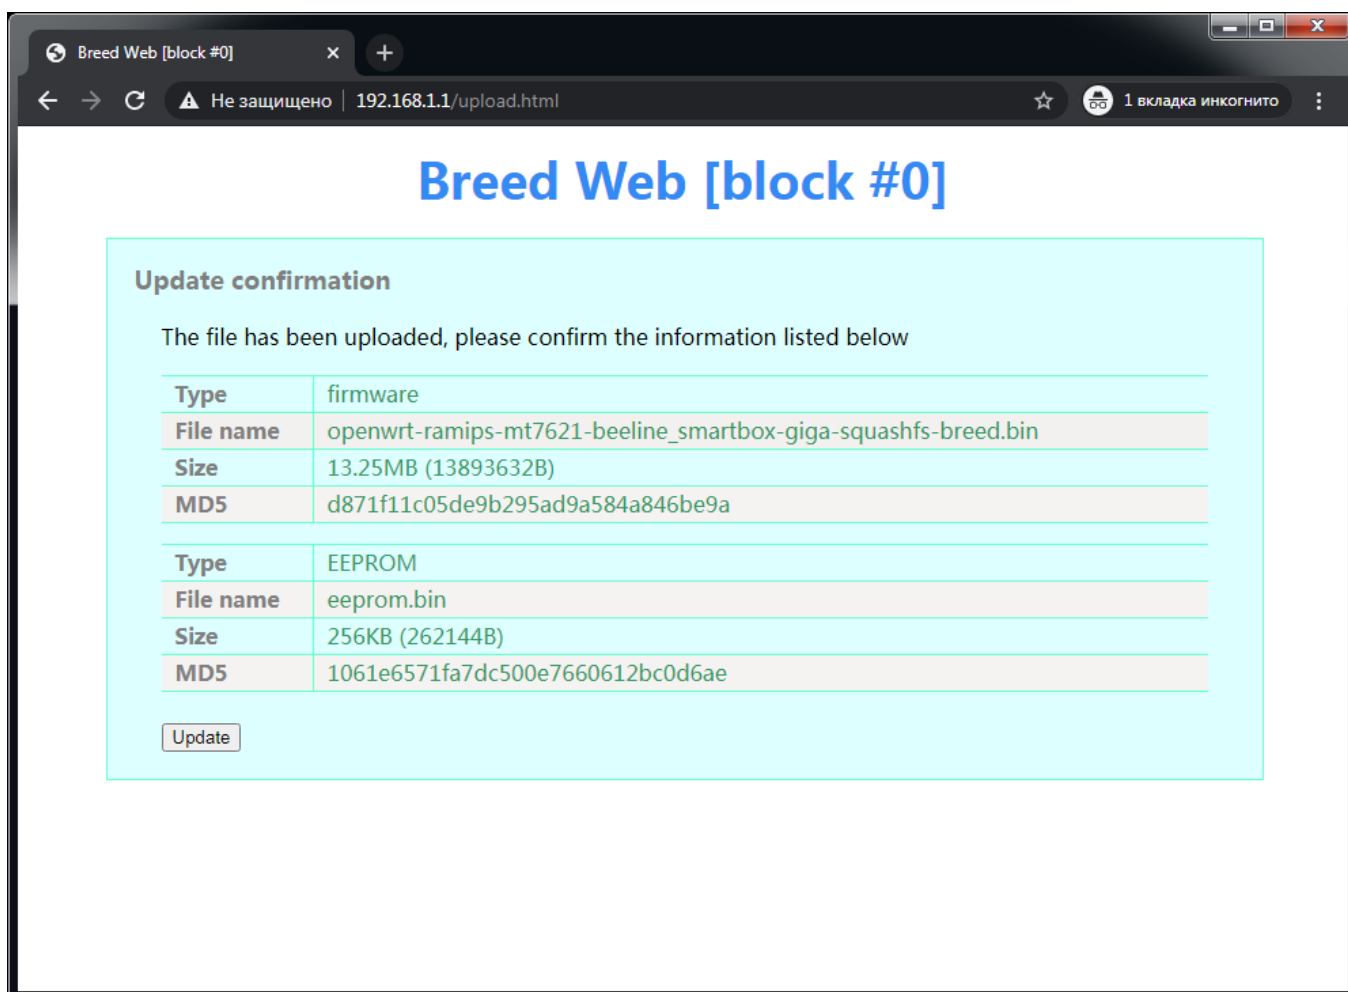 Breed Web [block #0]
Не защищено 192.168.1.1/upload.html 1 вкладка инкогнито
Breed Web [block #0]
Update confirmation
The file has been uploaded, please confirm the information listed below
Type firmware
File name openwrt-ramips-mt7621-beeline_smartbox-giga-squashfs-breed.bin
Size 13.25MB (13893632B)
MD5 d871f11c05de9b295ad9a584a846be9a
Type EEPROM
File name eeprom.bin
Size 256KB (262144B)
MD5 1061e6571fa7dc500e7660612bc0d6ae
Update